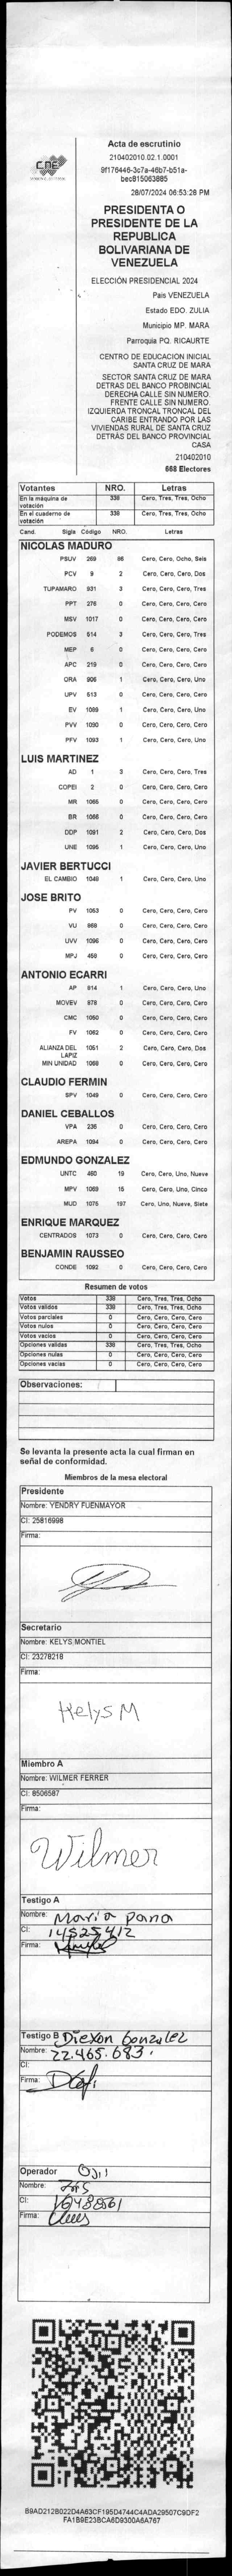 Acta de escrutinio
210402010.02.1.0001
9f176446-3c7a-46b7-b51a-
bec815063885
28/07/2024 06:53:28 PM
CNE
PRESIDENTA O
PRESIDENTE DE LA
REPUBLICA
BOLIVARIANA DE
VENEZUELA
ELECCIÓN PRESIDENCIAL 2024
Pais VENEZUELA
Estado EDO. ZULIA
Municipio MP. MARA
Parroquia PQ. RICAURTE
CENTRO DE EDUCACION INICIAL
SANTA CRUZ DE MARA
SECTOR SANTA CRUZ DE MARA
DETRAS DEL BANCO PROBINCIAL
DERECHA CALLE SIN NUMERO.
FRENTE CALLE SIN NUMERO.
IZQUIERDA TRONCAL TRONCAL DEL
CARIBE ENTRANDO POR LAS
VIVIENDAS RURAL DE SANTA CRUZ
DETRÁS DEL BANCO PROVINCIAL
CASA
210402010
668 Electores
Votantes NRO. Letras
En la máquina de votación 338 Cero, Tres, Tres, Ocho
En el cuaderno de votación 338 Cero, Tres, Tres, Ocho
Cand. Sigla Código NRO. Letras
NICOLAS MADURO
PSUV 269 86 Cero, Cero, Ocho, Seis
PCV 9 2 Cero, Cero, Cero, Dos
TUPAMARO 931 3 Cero, Cero, Cero, Tres
PPT 276 0 Cero, Cero, Cero, Cero
MSV 1017 0 Cero, Cero, Cero, Cero
PODEMOS 514 3 Cero, Cero, Cero, Tres
MEP 6 0 Cero, Cero, Cero, Cero
APC 219 0 Cero, Cero, Cero, Cero
ORA 906 1 Cero, Cero, Cero, Uno
UPV 513 0 Cero, Cero, Cero, Cero
EV 1089 1 Cero, Cero, Cero, Uno
PVV 1090 0 Cero, Cero, Cero, Cero
PFV 1093 1 Cero, Cero, Cero, Uno
LUIS MARTINEZ
AD 1 3 Cero, Cero, Cero, Tres
COPEI 2 0 Cero, Cero, Cero, Cero
MR 1065 0 Cero, Cero, Cero, Cero
BR 1066 0 Cero, Cero, Cero, Cero
DDP 1091 2 Cero, Cero, Cero, Dos
UNE 1095 1 Cero, Cero, Cero, Uno
JAVIER BERTUCCI
EL CAMBIO 1048 1 Cero, Cero, Cero, Uno
JOSE BRITO
PV 1053 0 Cero, Cero, Cero, Cero
VU 868 0 Cero, Cero, Cero, Cero
UVV 1096 0 Cero, Cero, Cero, Cero
MPJ 458 0 Cero, Cero, Cero, Cero
ANTONIO ECARRI
AP 814 1 Cero, Cero, Cero, Uno
MOVEV 878 0 Cero, Cero, Cero, Cero
CMC 1050 0 Cero, Cero, Cero, Cero
FV 1062 0 Cero, Cero, Cero, Cero
ALIANZA DEL LAPIZ 1051 2 Cero, Cero, Cero, Dos
MIN UNIDAD 1068 0 Cero, Cero, Cero, Cero
CLAUDIO FERMIN
SPV 1049 0 Cero, Cero, Cero, Cero
DANIEL CEBALLOS
VPA 236 0 Cero, Cero, Cero, Cero
AREPA 1094 0 Cero, Cero, Cero, Cero
EDMUNDO GONZALEZ
UNTC 460 19 Cero, Cero, Uno, Nueve
MPV 1069 15 Cero, Cero, Uno, Cinco
MUD 1075 197 Cero, Uno, Nueve, Siete
ENRIQUE MARQUEZ
CENTRADOS 1073 0 Cero, Cero, Cero, Cero
BENJAMIN RAUSSEO
CONDE 1092 0 Cero, Cero, Cero, Cero
Resumen de votos
Votos 338 Cero, Tres, Tres, Ocho
Votos validos 338 Cero, Tres, Tres, Ocho
Votos parciales 0 Cero, Cero, Cero, Cero
Votos nulos 0 Cero, Cero, Cero, Cero
Votos vacios 0 Cero, Cero, Cero, Cero
Opciones validas 338 Cero, Tres, Tres, Ocho
Opciones nulas 0 Cero, Cero, Cero, Cero
Opciones vacias 0 Cero, Cero, Cero, Cero
Observaciones:
Se levanta la presente acta la cual firman en
señal de conformidad.
Miembros de la mesa electoral
Presidente
Nombre: YENDRY FUENMAYOR
CI: 25816998
Firma:
Secretario
Nombre: KELYS MONTIEL
CI: 23278218
Firma:
Kelys M
Miembro A
Nombre: WILMER FERRER
CI: 8506587
Firma:
Wilmer
Testigo A
Nombre: Maria pana
CI: 14525412
Firma:
Testigo B Diexon Gonzalez
Nombre: 22.465.683.
CI:
Firma:
Operador
Nombre:
CI:
Firma:
B9AD212B022D4A63CF195D4744C4ADA29507C9DF2
FA1B9E23BCA6D9300A6A767